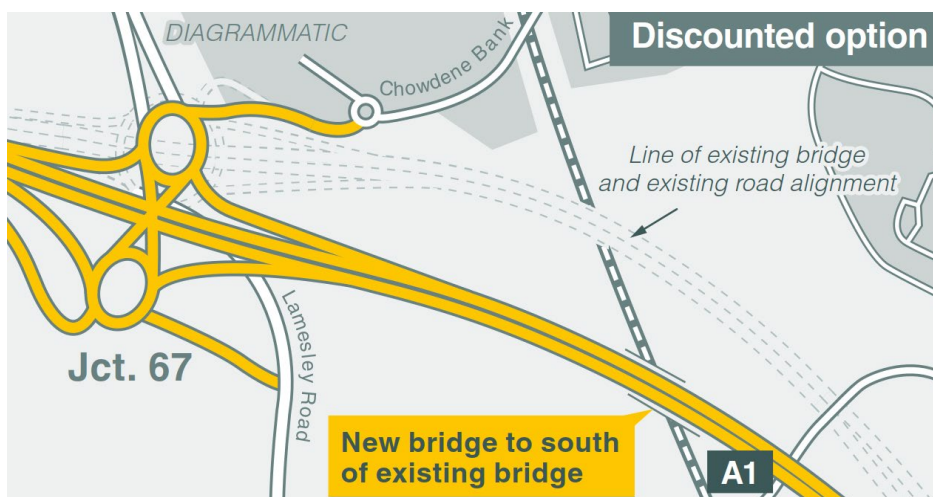 DIAGRAMMATIC
Chowdene Bank
Discounted option
Line of existing bridge
and existing road alignment
Jct. 67
Lamesley Road
New bridge to south
of existing bridge
A1